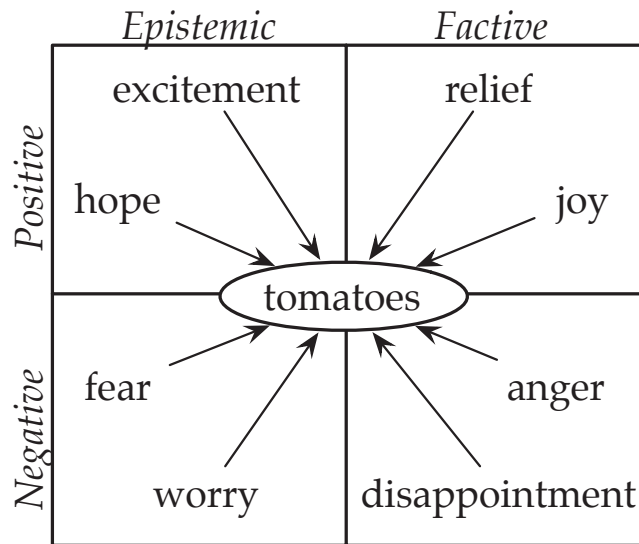 Epistemic Factive
excitement relief
Positive
hope joy
tomatoes
Negative
fear anger
worry disappointment